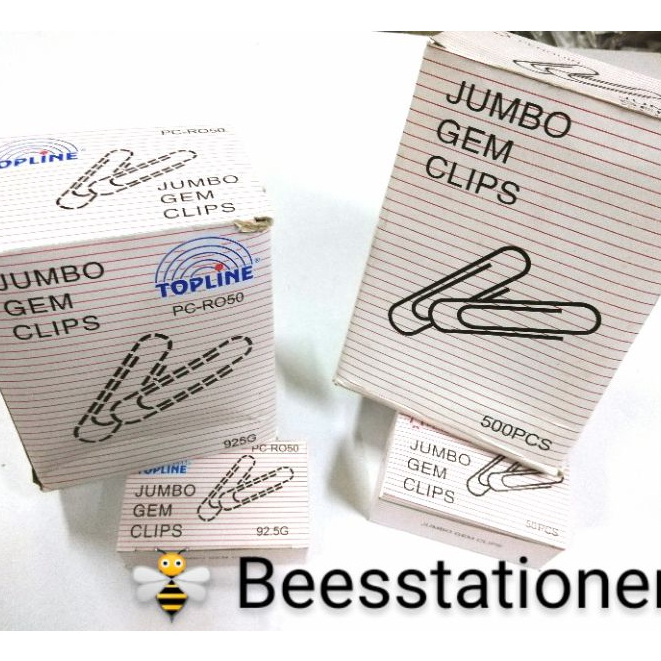 TOPLINE
PC-RO50
JUMBO
GEM
CLIPS
JUMBO
GEM
CLIPS
TOPLINE®
PC-RO50
925G
JUMBO
GEM
CLIPS
500PCS
TOPLINE
PC-RO50
JUMBO
GEM
CLIPS
92.5G
JUMBO
GEM
CLIPS
50PCS
JUMBO GEM CLIPS
Beesstationer